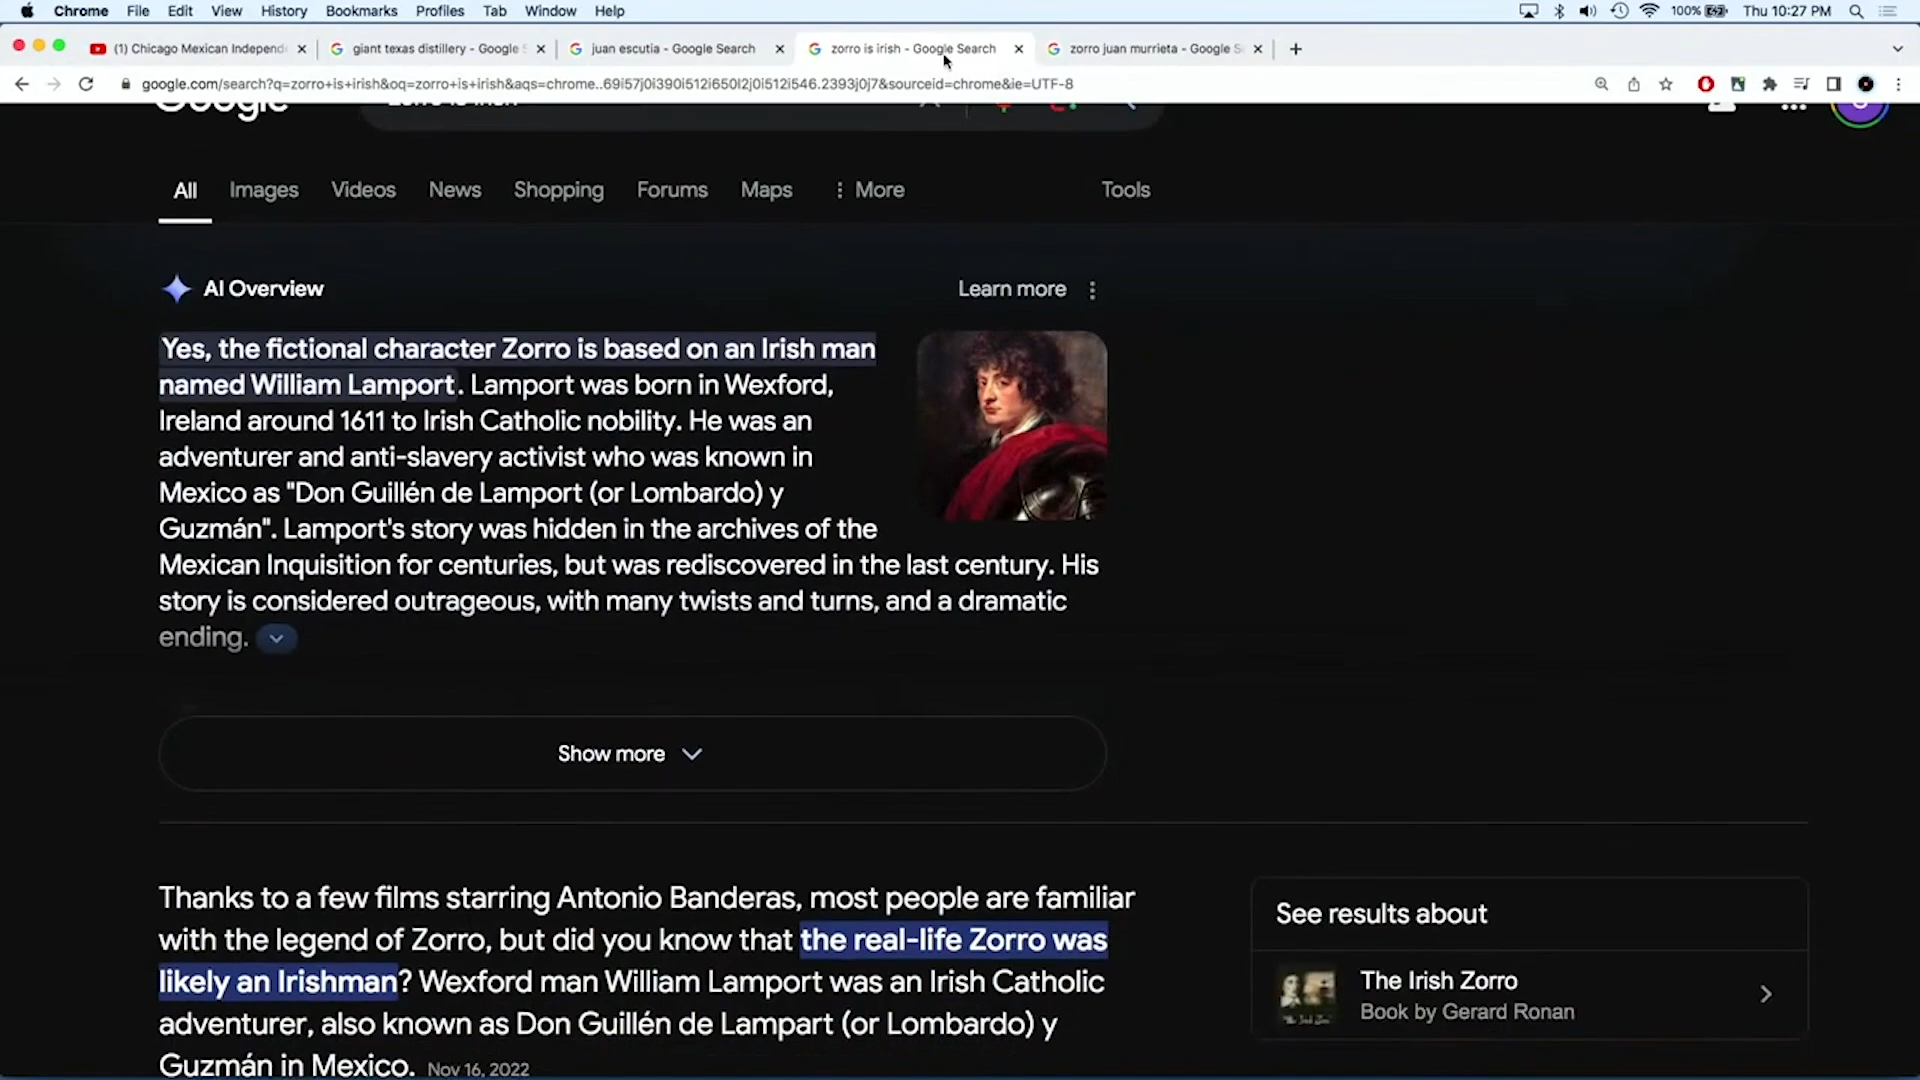 Chrome File Edit View History Bookmarks Profiles Tab Window Help 100% Thu 10:27 PM
(1) Chicago Mexican Independ giant texas distillery - Google S juan escutia - Google Search zorro is irish - Google Search zorro juan murrieta - Google S
google.com/search?q=zorro+is+irish&oq=zorro+is+irish&aqs=chrome..69i57j0i390i512i650l2j0i512i546.2393j0j7&sourceid=chrome&ie=UTF-8
Google zorro is irish
All Images Videos News Shopping Forums Maps More Tools
AI Overview Learn more
Yes, the fictional character Zorro is based on an Irish man
named William Lamport. Lamport was born in Wexford,
Ireland around 1611 to Irish Catholic nobility. He was an
adventurer and anti-slavery activist who was known in
Mexico as "Don Guillén de Lamport (or Lombardo) y
Guzmán". Lamport's story was hidden in the archives of the
Mexican Inquisition for centuries, but was rediscovered in the last century. His
story is considered outrageous, with many twists and turns, and a dramatic
ending.
Show more
Thanks to a few films starring Antonio Banderas, most people are familiar
with the legend of Zorro, but did you know that the real-life Zorro was
likely an Irishman? Wexford man William Lamport was an Irish Catholic
adventurer, also known as Don Guillén de Lampart (or Lombardo) y
Guzmán in Mexico. Nov 16, 2022
See results about
The Irish Zorro
Book by Gerard Ronan